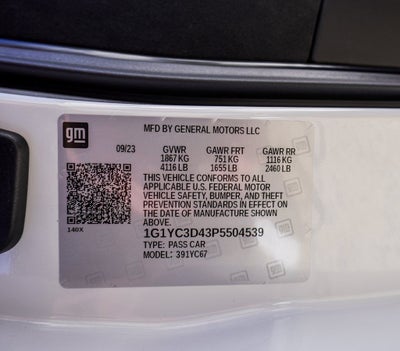 gm
MFD BY GENERAL MOTORS LLC
09/23 GVWR GAWR FRT GAWR RR
1867 KG 751 KG 1116 KG
4116 LB 1655 LB 2460 LB
THIS VEHICLE CONFORMS TO ALL
APPLICABLE U.S. FEDERAL MOTOR
VEHICLE SAFETY, BUMPER, AND THEFT
PREVENTION STANDARDS IN EFFECT ON
THE DATE OF MANUFACTURE SHOWN
ABOVE.
140X
1G1YC3D43P5504539
TYPE: PASS CAR
MODEL: 391YC67